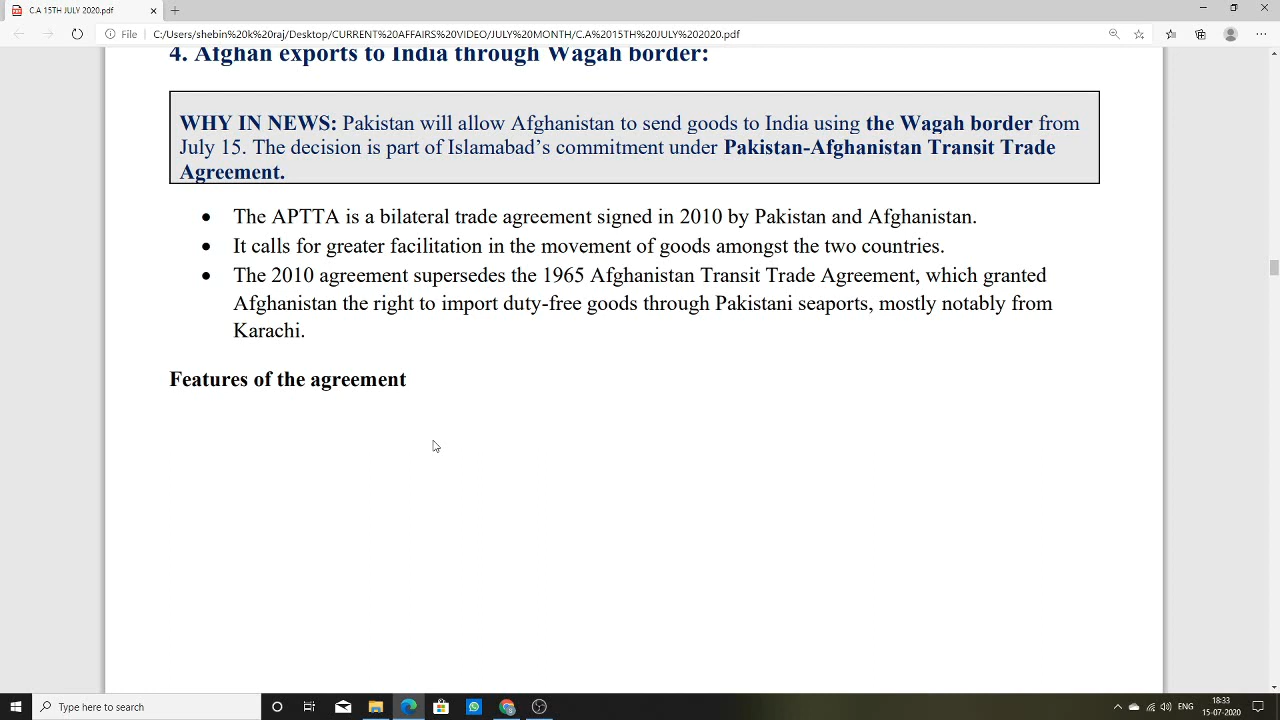 C.A 15TH JULY 2020.pdf
File
C:/Users/shebin%20k%20raj/Desktop/CURRENT%20AFFAIRS%20VIDEO/JULY%20MONTH/C.A%2015TH%20JULY%202020.pdf
4. Afghan exports to India through Wagah border:
WHY IN NEWS: Pakistan will allow Afghanistan to send goods to India using the Wagah border from
July 15. The decision is part of Islamabad’s commitment under Pakistan-Afghanistan Transit Trade
Agreement.
• The APTTA is a bilateral trade agreement signed in 2010 by Pakistan and Afghanistan.
• It calls for greater facilitation in the movement of goods amongst the two countries.
• The 2010 agreement supersedes the 1965 Afghanistan Transit Trade Agreement, which granted
Afghanistan the right to import duty-free goods through Pakistani seaports, mostly notably from
Karachi.
Features of the agreement
Type here to search
ENG
18:33
15-07-2020